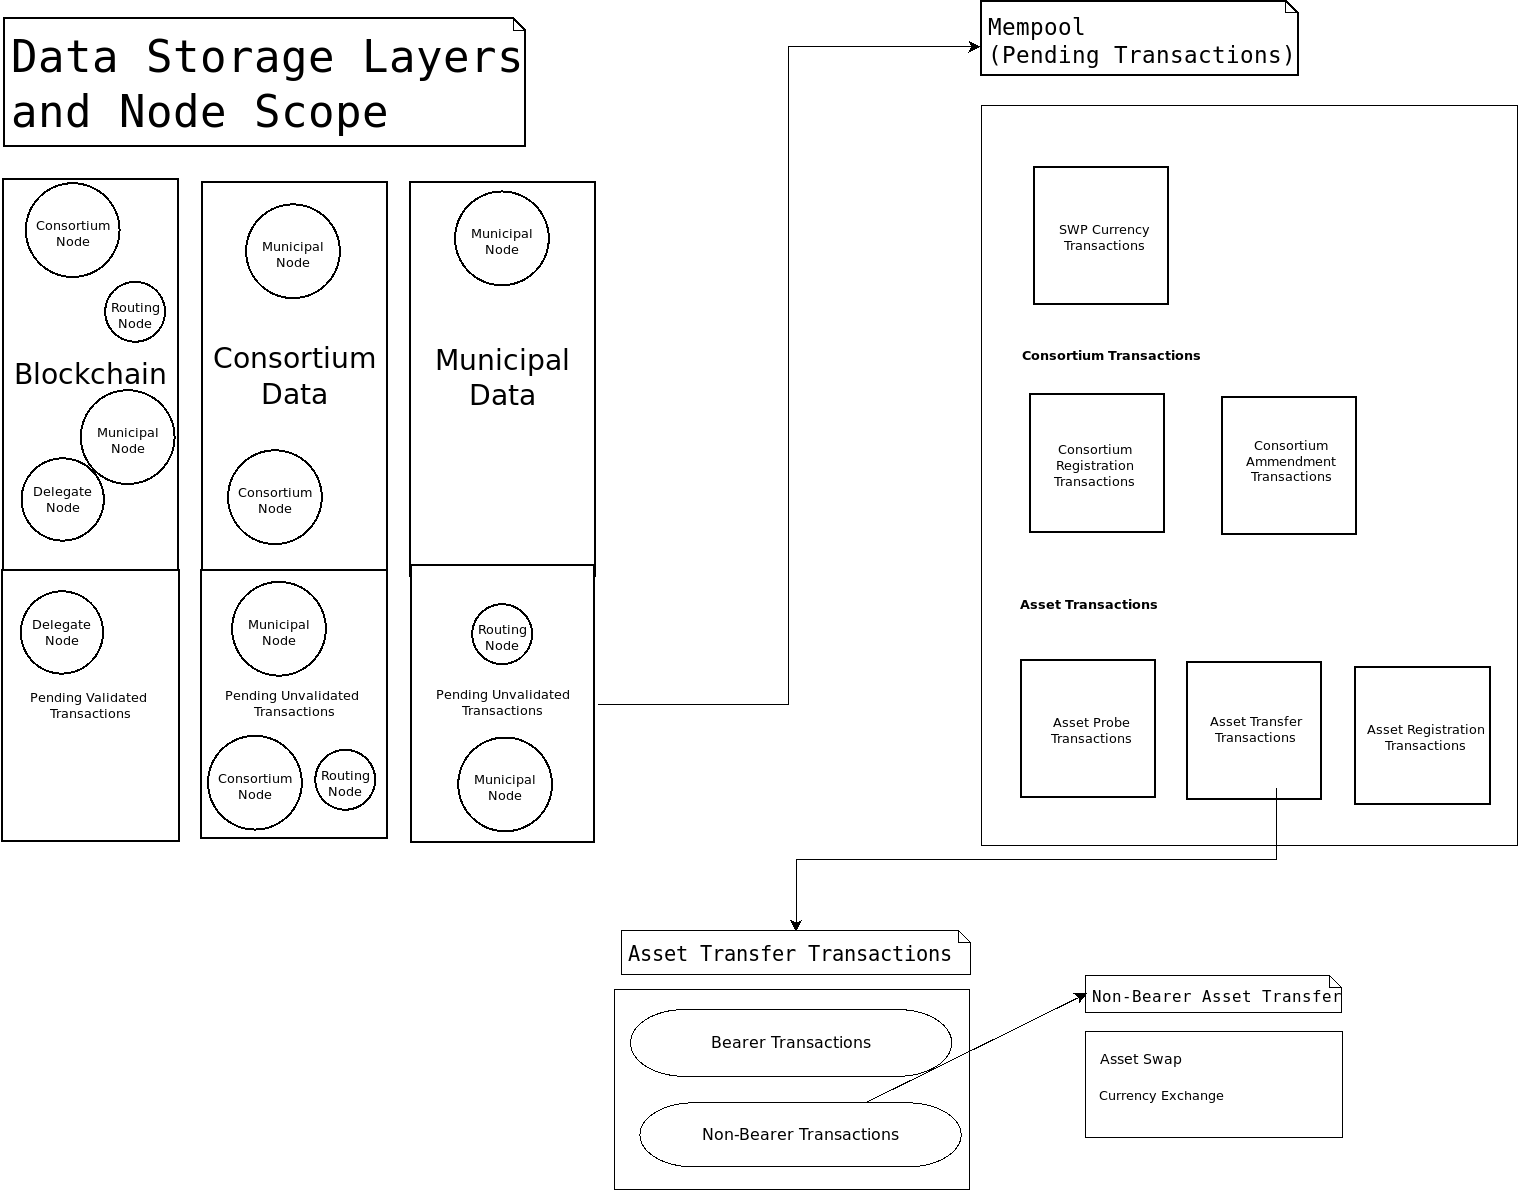 Data Storage Layers
and Node Scope
Consortium
Node
Routing
Node
Blockchain
Municipal
Node
Delegate
Node
Delegate
Node
Pending Validated
Transactions
Municipal
Node
Consortium
Data
Consortium
Node
Municipal
Node
Pending Unvalidated
Transactions
Consortium
Node
Routing
Node
Municipal
Node
Municipal
Data
Routing
Node
Pending Unvalidated
Transactions
Municipal
Node
Mempool
(Pending Transactions)
SWP Currency
Transactions
Consortium Transactions
Consortium
Registration
Transactions
Consortium
Ammendment
Transactions
Asset Transactions
Asset Probe
Transactions
Asset Transfer
Transactions
Asset Registration
Transactions
Asset Transfer Transactions
Bearer Transactions
Non-Bearer Transactions
Non-Bearer Asset Transfer
Asset Swap
Currency Exchange